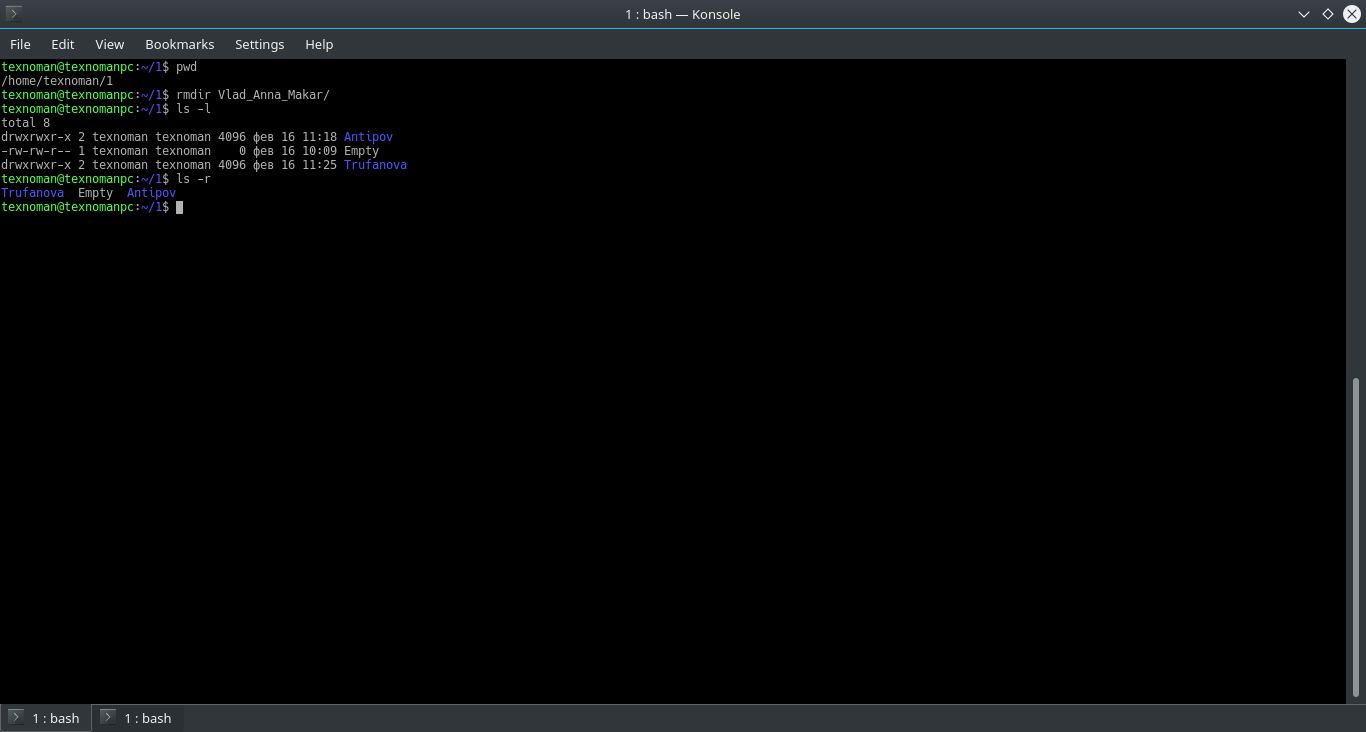 1 : bash — Konsole
File Edit View Bookmarks Settings Help
texnoman@texnomanpc:~/1$ pwd
/home/texnoman/1
texnoman@texnomanpc:~/1$ rmdir Vlad_Anna_Makar/
texnoman@texnomanpc:~/1$ ls -l
total 8
drwxrwxr-x 2 texnoman texnoman 4096 фев 16 11:18 Antipov
-rw-rw-r-- 1 texnoman texnoman    0 фев 16 10:09 Empty
drwxrwxr-x 2 texnoman texnoman 4096 фев 16 11:25 Trufanova
texnoman@texnomanpc:~/1$ ls -r
Trufanova  Empty  Antipov
texnoman@texnomanpc:~/1$
1 : bash 1 : bash